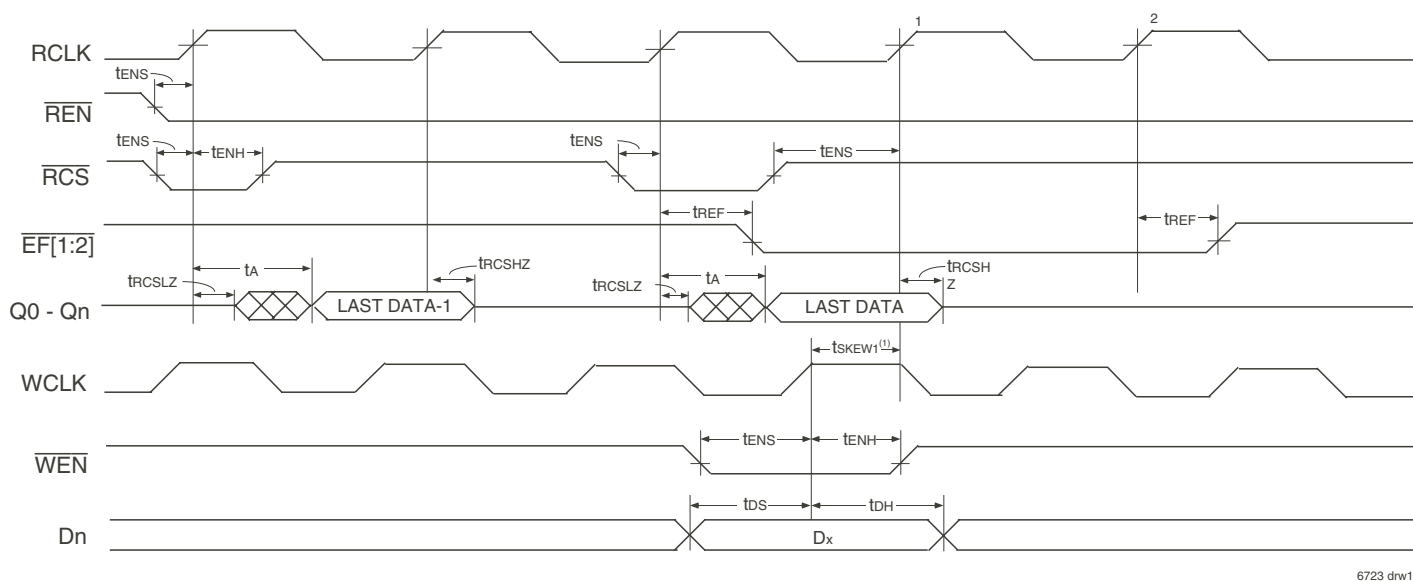 1 2
RCLK
tENS
REN
tENS tENH tENS tENS
RCS
tREF tREF
EF[1:2]
tRCSLZ tA tRCSHZ tRCSLZ tA tRCSH
Z
Q0 - Qn LAST DATA-1 LAST DATA
tSKEW1(1)
WCLK
tENS tENH
WEN
tDS tDH
Dn Dx
6723 drw1